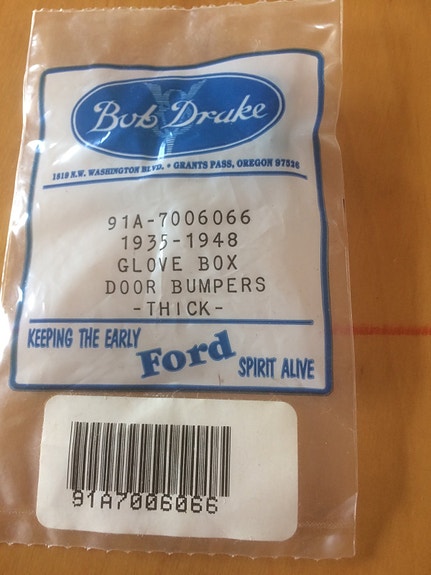 Bob Drake
1819 N.W. WASHINGTON BLVD. • GRANTS PASS, OREGON 97526
91A-7006066
1935-1948
GLOVE BOX
DOOR BUMPERS
-THICK-
KEEPING THE EARLY
Ford
SPIRIT ALIVE
91A7006066